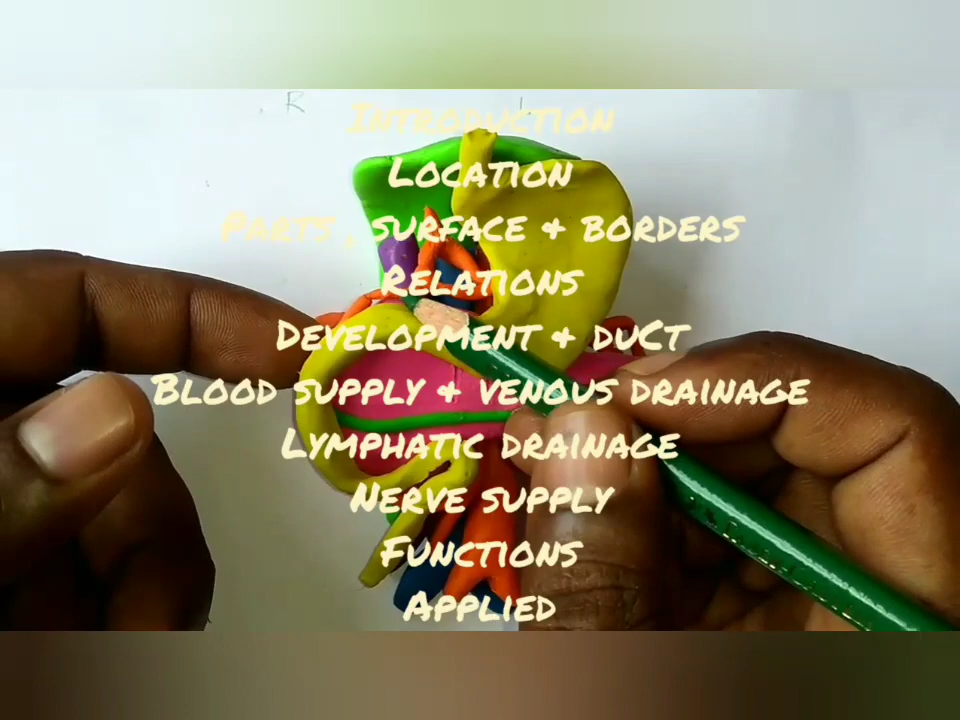 R L
Introduction
Location
Parts, surface & borders
Relations
Development & duct
Blood supply & venous drainage
Lymphatic drainage
Nerve supply
Functions
Applied